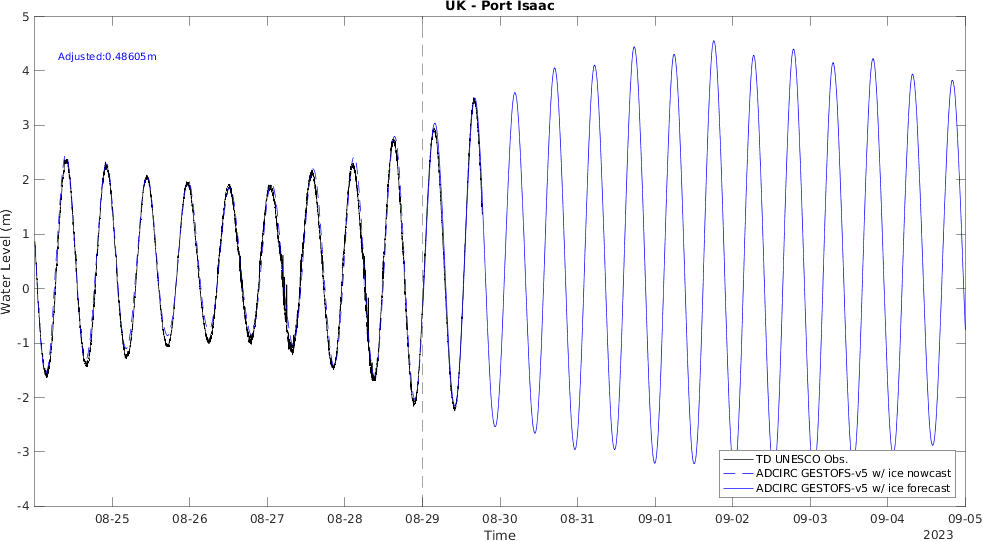 UK - Port Isaac
Adjusted:0.48605m
Water Level (m)
5
4
3
2
1
0
-1
-2
-3
-4
TD UNESCO Obs.
ADCIRC GESTOFS-v5 w/ ice nowcast
ADCIRC GESTOFS-v5 w/ ice forecast
08-25 08-26 08-27 08-28 08-29 08-30 08-31 09-01 09-02 09-03 09-04 09-05
Time
2023